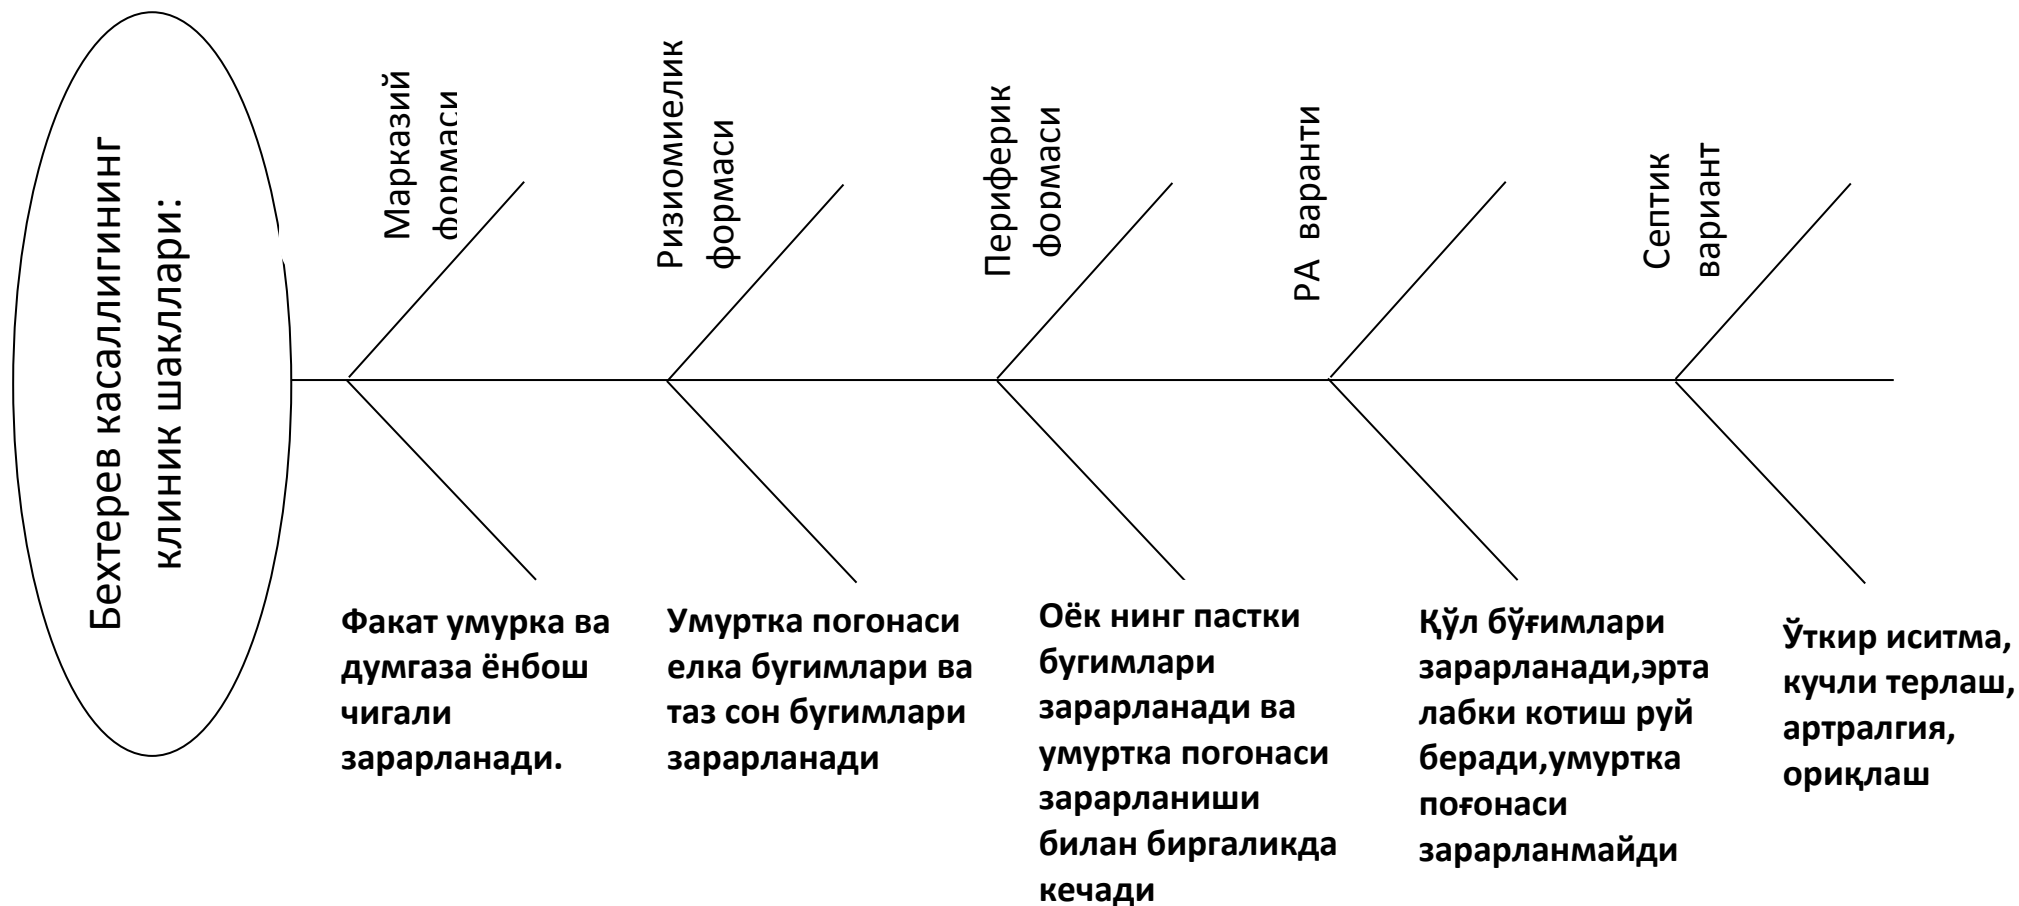 Бехтерев касаллигининг
клиник шакллари:
Марказий
формаси
Ризиомиелик
формаси
Периферик
формаси
РА варанти
Септик
вариант
Факат умурка ва
думгаза ёнбош
чигали
зарарланади.
Умуртка погонаси
елка бугимлари ва
таз сон бугимлари
зарарланади
Оёк нинг пастки
бугимлари
зарарланади ва
умуртка погонаси
зарарланиши
билан биргаликда
кечади
Қўл бўғимлари
зарарланади,эрта
лабки котиш руй
беради,умуртка
поғонаси
зарарланмайди
Ўткир иситма,
кучли терлаш,
артралгия,
ориқлаш